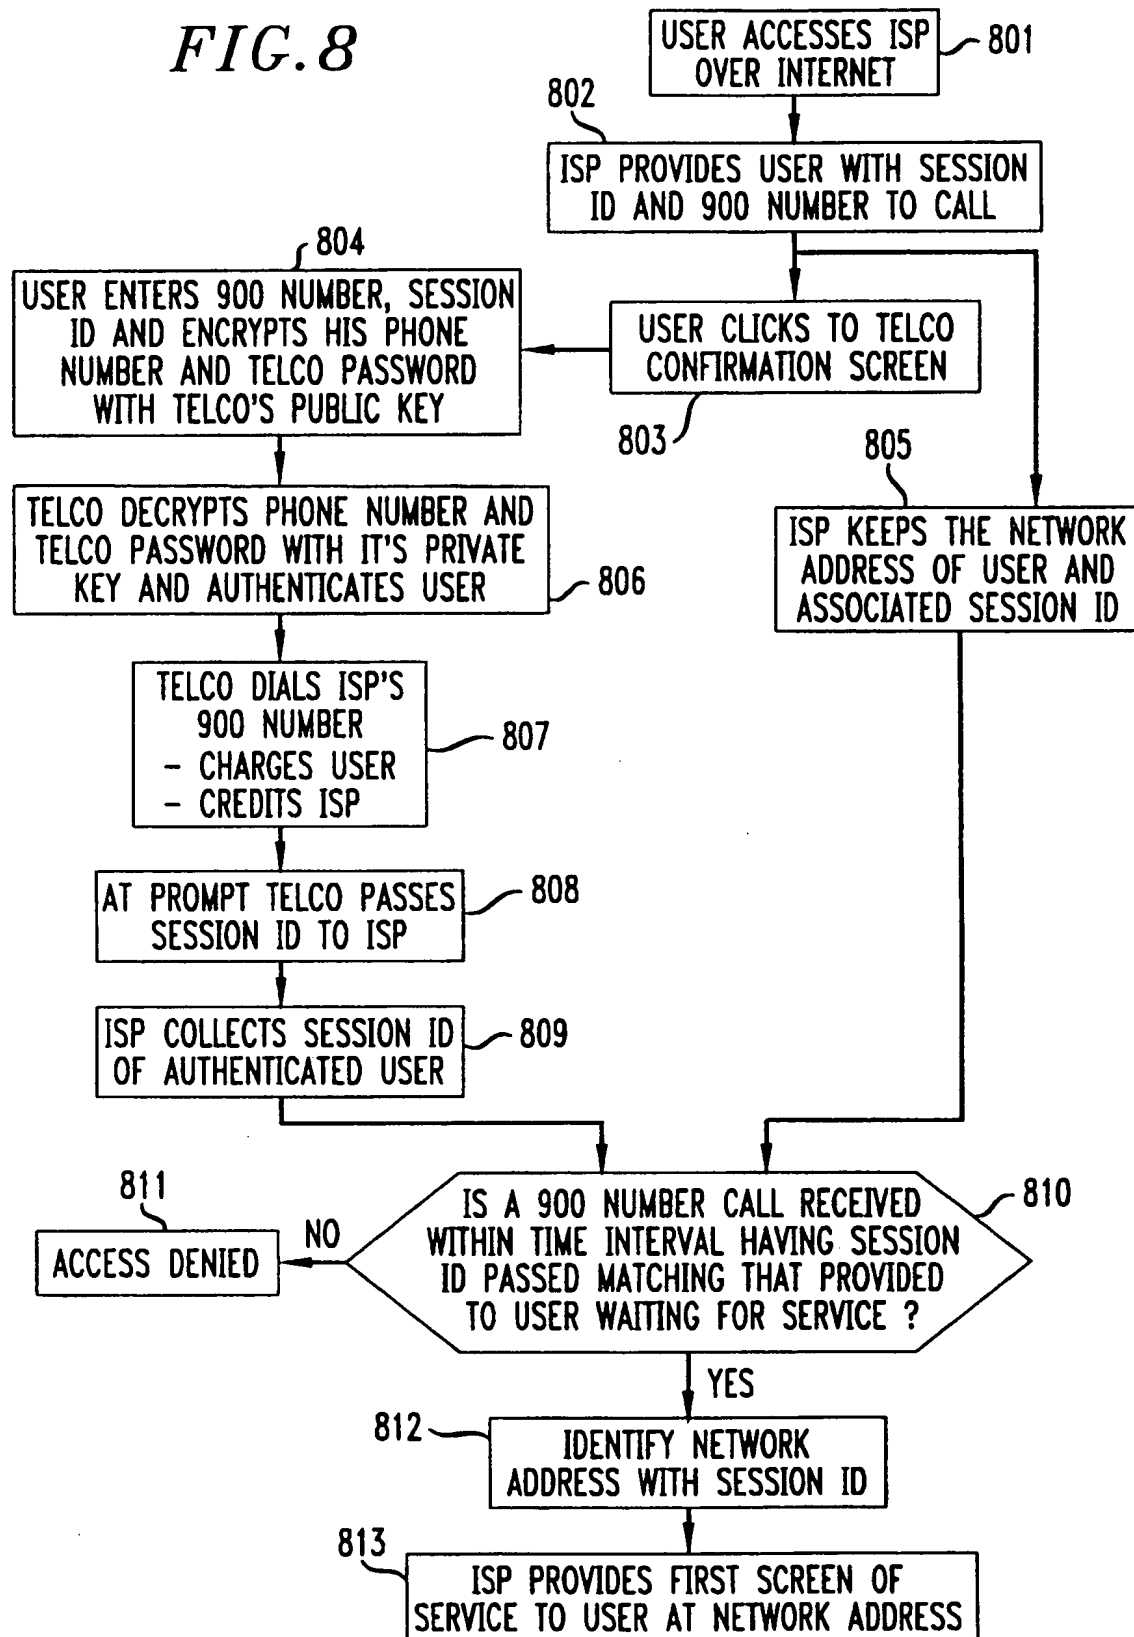 FIG. 8
USER ACCESSES ISP
OVER INTERNET
801
802
ISP PROVIDES USER WITH SESSION
ID AND 900 NUMBER TO CALL
804
USER ENTERS 900 NUMBER, SESSION
ID AND ENCRYPTS HIS PHONE
NUMBER AND TELCO PASSWORD
WITH TELCO'S PUBLIC KEY
USER CLICKS TO TELCO
CONFIRMATION SCREEN
803
805
ISP KEEPS THE NETWORK
ADDRESS OF USER AND
ASSOCIATED SESSION ID
TELCO DECRYPTS PHONE NUMBER AND
TELCO PASSWORD WITH IT'S PRIVATE
KEY AND AUTHENTICATES USER
806
TELCO DIALS ISP'S
900 NUMBER
- CHARGES USER
- CREDITS ISP
807
AT PROMPT TELCO PASSES
SESSION ID TO ISP
808
ISP COLLECTS SESSION ID
OF AUTHENTICATED USER
809
IS A 900 NUMBER CALL RECEIVED
WITHIN TIME INTERVAL HAVING SESSION
ID PASSED MATCHING THAT PROVIDED
TO USER WAITING FOR SERVICE ?
810
811
NO
ACCESS DENIED
YES
812
IDENTIFY NETWORK
ADDRESS WITH SESSION ID
813
ISP PROVIDES FIRST SCREEN OF
SERVICE TO USER AT NETWORK ADDRESS